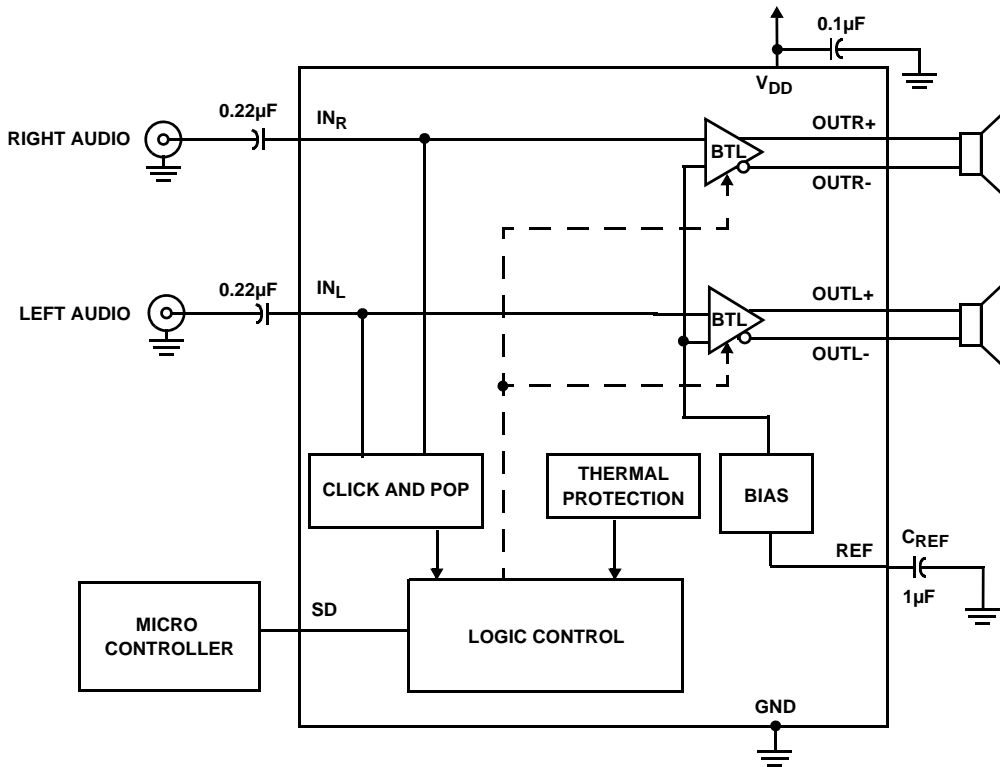 0.1µF
VDD
0.22µF
INR
OUTR+
RIGHT AUDIO
BTL
OUTR-
0.22µF
INL
OUTL+
LEFT AUDIO
BTL
OUTL-
CLICK AND POP
THERMAL
PROTECTION
BIAS
REF
CREF
1µF
SD
MICRO
CONTROLLER
LOGIC CONTROL
GND